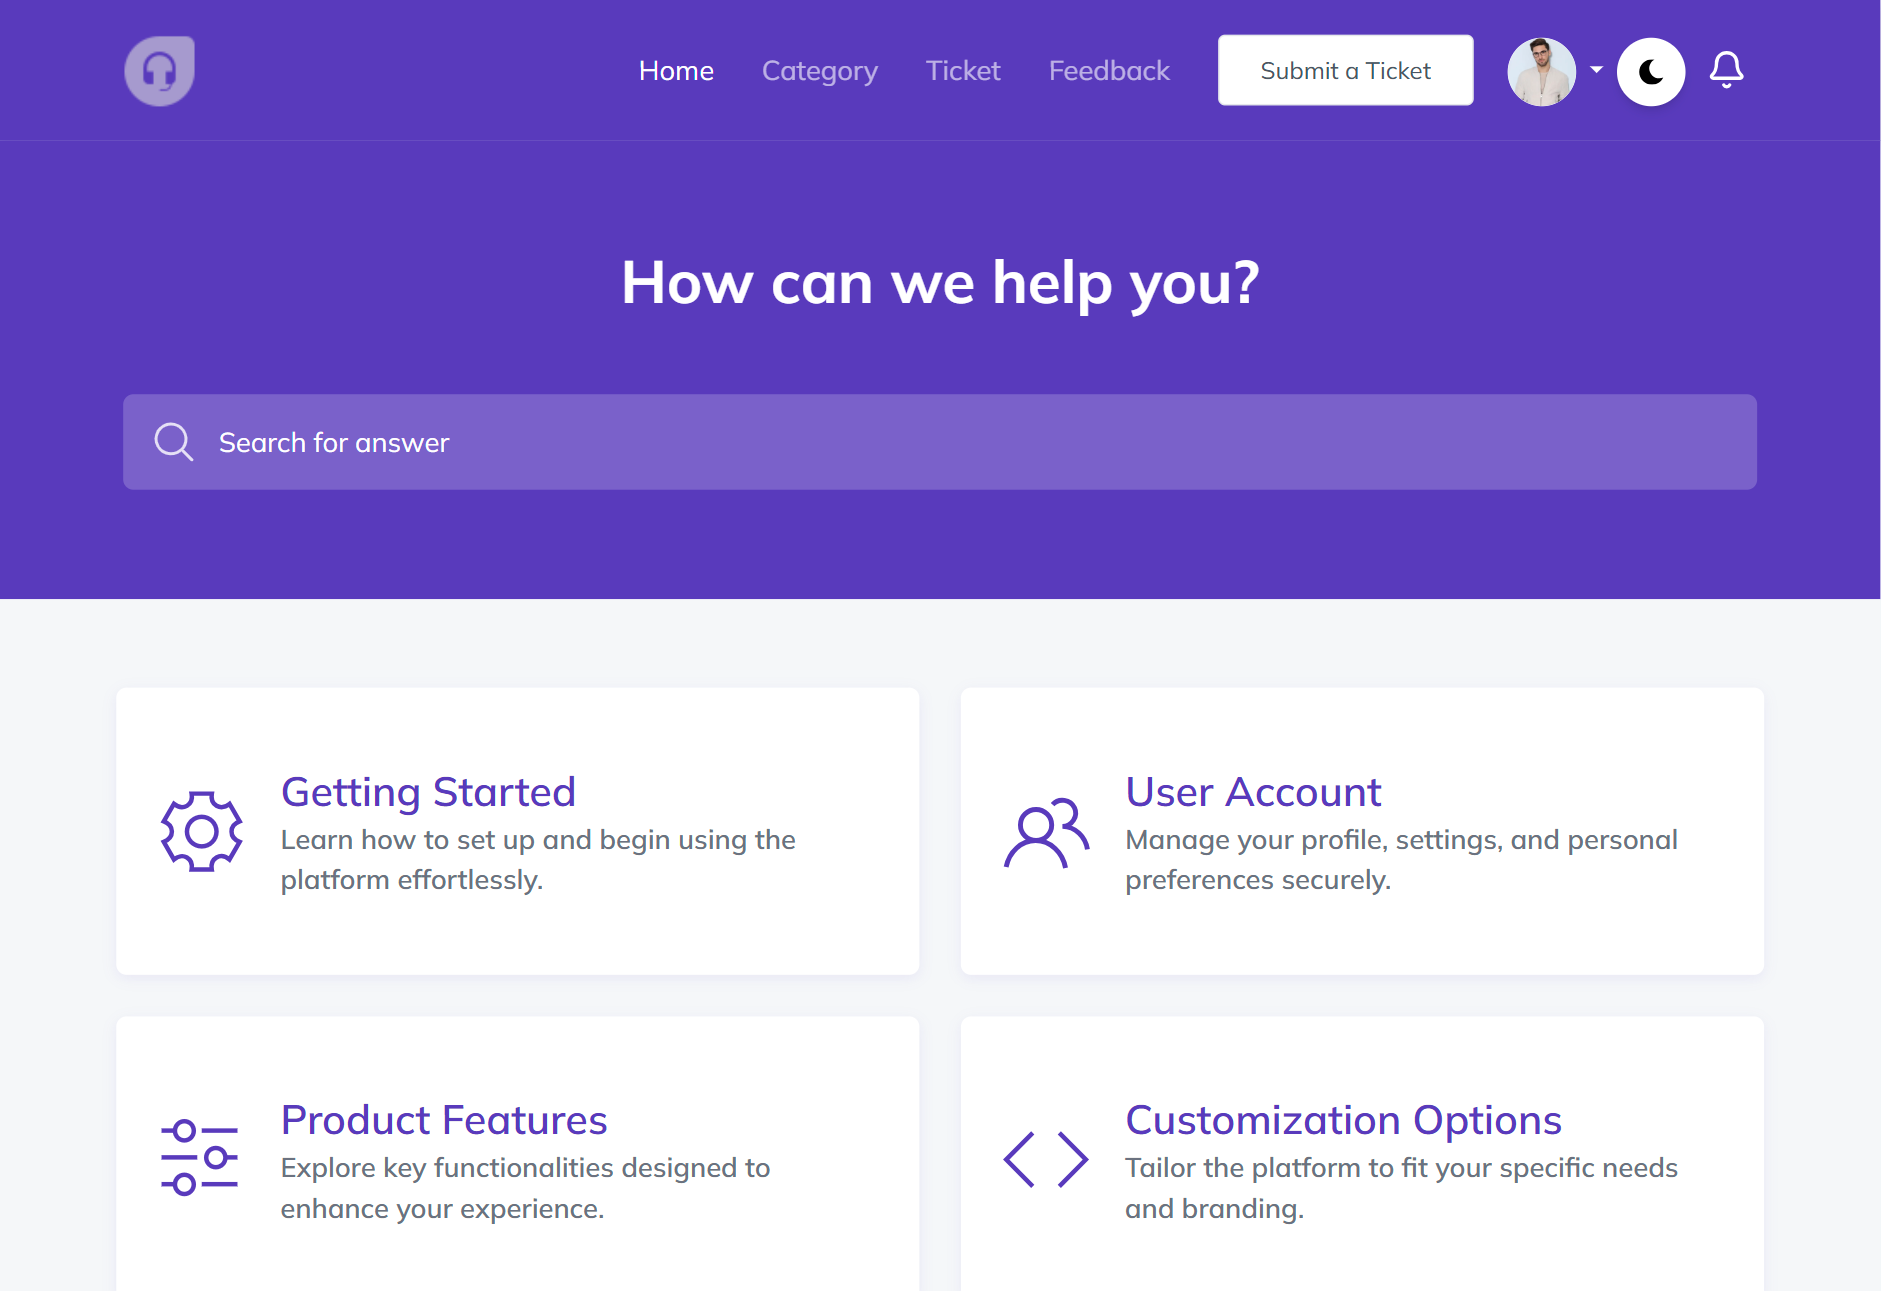 Home Category Ticket Feedback Submit a Ticket
How can we help you?
Search for answer
Getting Started
Learn how to set up and begin using the
platform effortlessly.
User Account
Manage your profile, settings, and personal
preferences securely.
Product Features
Explore key functionalities designed to
enhance your experience.
Customization Options
Tailor the platform to fit your specific needs
and branding.